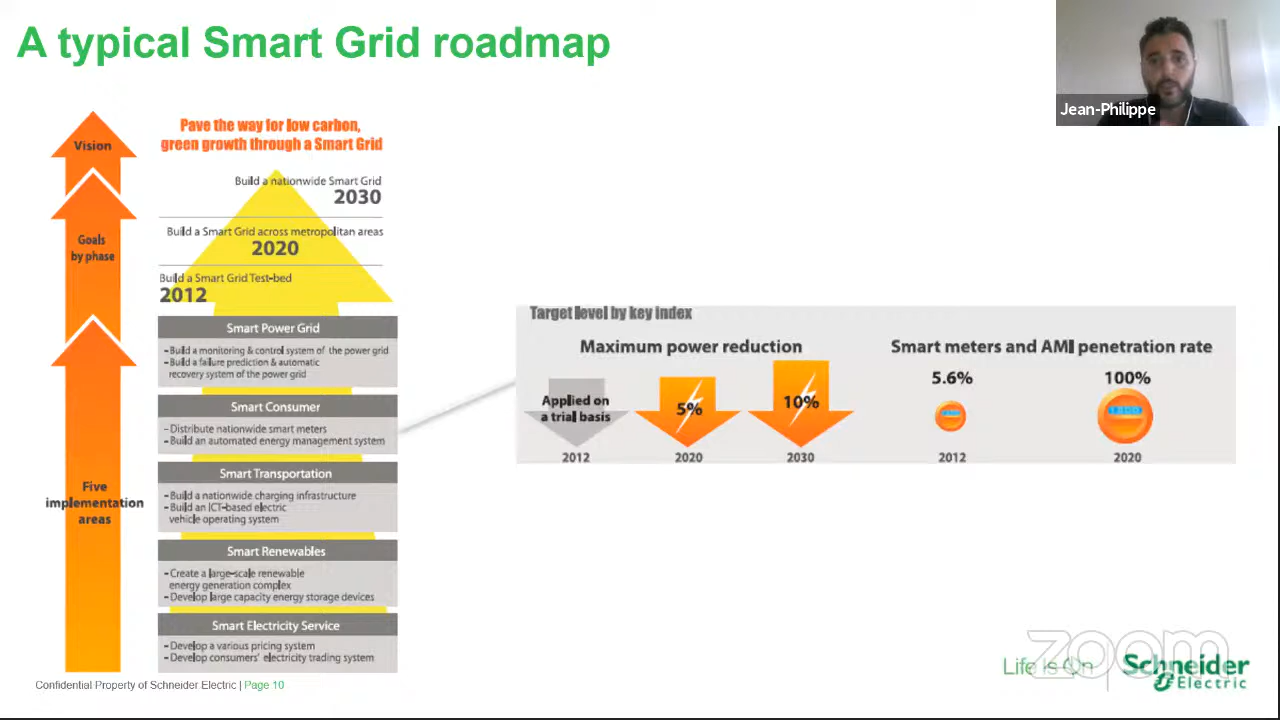 A typical Smart Grid roadmap
Jean-Philippe
Vision
Goals
by phase
Five
implementation
areas
Pave the way for low carbon,
green growth through a Smart Grid
Build a nationwide Smart Grid
2030
Build a Smart Grid across metropolitan areas
2020
Build a Smart Grid Test-bed
2012
Smart Power Grid
-Build a monitoring & control system of the power grid
-Build a failure prediction & automatic
recovery system of the power grid
Smart Consumer
-Distribute nationwide smart meters
-Build an automated energy management system
Smart Transportation
-Build a nationwide charging infrastructure
-Build an ICT-based electric
vehicle operating system
Smart Renewables
-Create a large-scale renewable
energy generation complex
-Develop large capacity energy storage devices
Smart Electricity Service
-Develop a various pricing system
-Develop consumers' electricity trading system
Target level by key index
Maximum power reduction
Applied on
a trial basis
5%
10%
2012
2020
2030
Smart meters and AMI penetration rate
5.6%
100%
2012
2020
Confidential Property of Schneider Electric | Page 10
zoom
Life Is On
Schneider
Electric